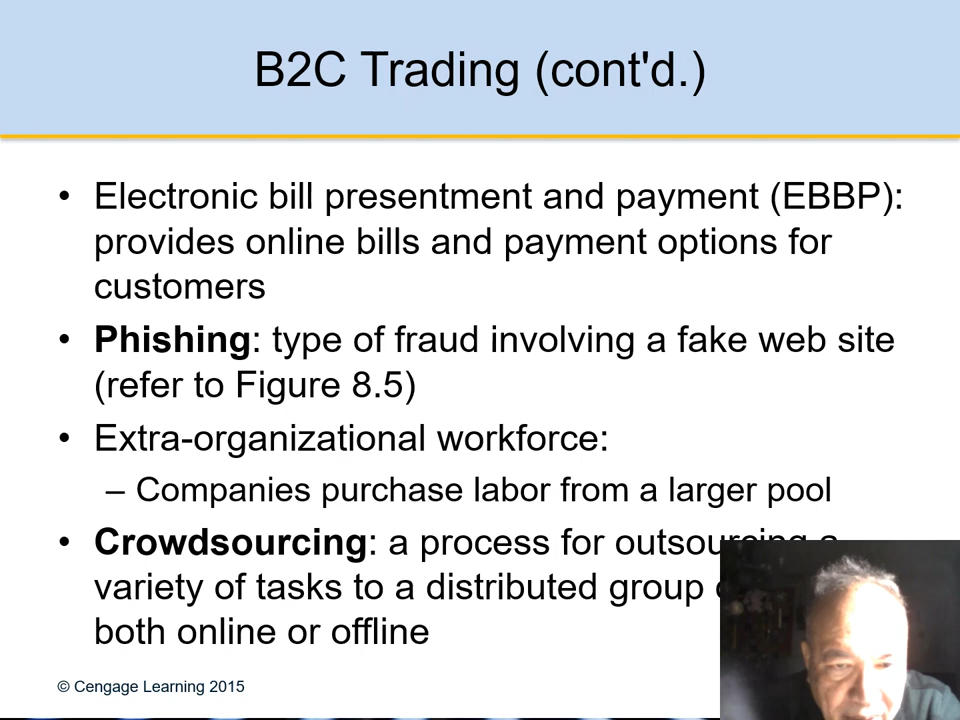 B2C Trading (cont'd.)
• Electronic bill presentment and payment (EBBP):
provides online bills and payment options for
customers
• Phishing: type of fraud involving a fake web site
(refer to Figure 8.5)
• Extra-organizational workforce:
– Companies purchase labor from a larger pool
• Crowdsourcing: a process for outsourcing a
variety of tasks to a distributed group
both online or offline
© Cengage Learning 2015